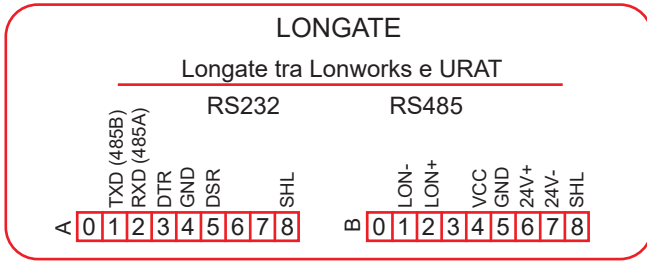 LONGATE
Longate tra Lonworks e URAT
RS232 RS485
TXD (485B)
RXD (485A)
DTR
GND
DSR
SHL
LON-
LON+
VCC
GND
24V+
24V-
SHL
A 0 1 2 3 4 5 6 7 8 B 0 1 2 3 4 5 6 7 8